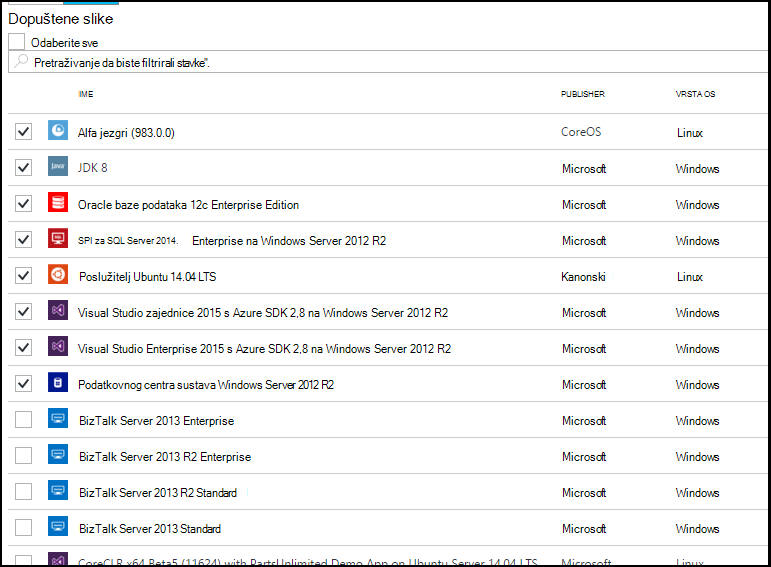 Dopuštene slike
Odaberite sve
Pretraživanje da biste filtrirali stavke".
IME PUBLISHER VRSTA OS
Alfa jezgri (983.0.0) CoreOS Linux
Java JDK 8 Microsoft Windows
Oracle baze podataka 12c Enterprise Edition Microsoft Windows
SPI za SQL Server 2014. Enterprise na Windows Server 2012 R2 Microsoft Windows
Poslužitelj Ubuntu 14.04 LTS Kanonski Linux
Visual Studio zajednice 2015 s Azure SDK 2,8 na Windows Server 2012 R2 Microsoft Windows
Visual Studio Enterprise 2015 s Azure SDK 2,8 na Windows Server 2012 R2 Microsoft Windows
Podatkovnog centra sustava Windows Server 2012 R2 Microsoft Windows
BizTalk Server 2013 Enterprise Microsoft Windows
BizTalk Server 2013 R2 Enterprise Microsoft Windows
BizTalk Server 2013 R2 Standard Microsoft Windows
BizTalk Server 2013 Standard Microsoft Windows
CoreCLR x64 Beta5 (11624) with PartsUnlimited Demo App on Ubuntu Server 14.04 LTS Microsoft Linux